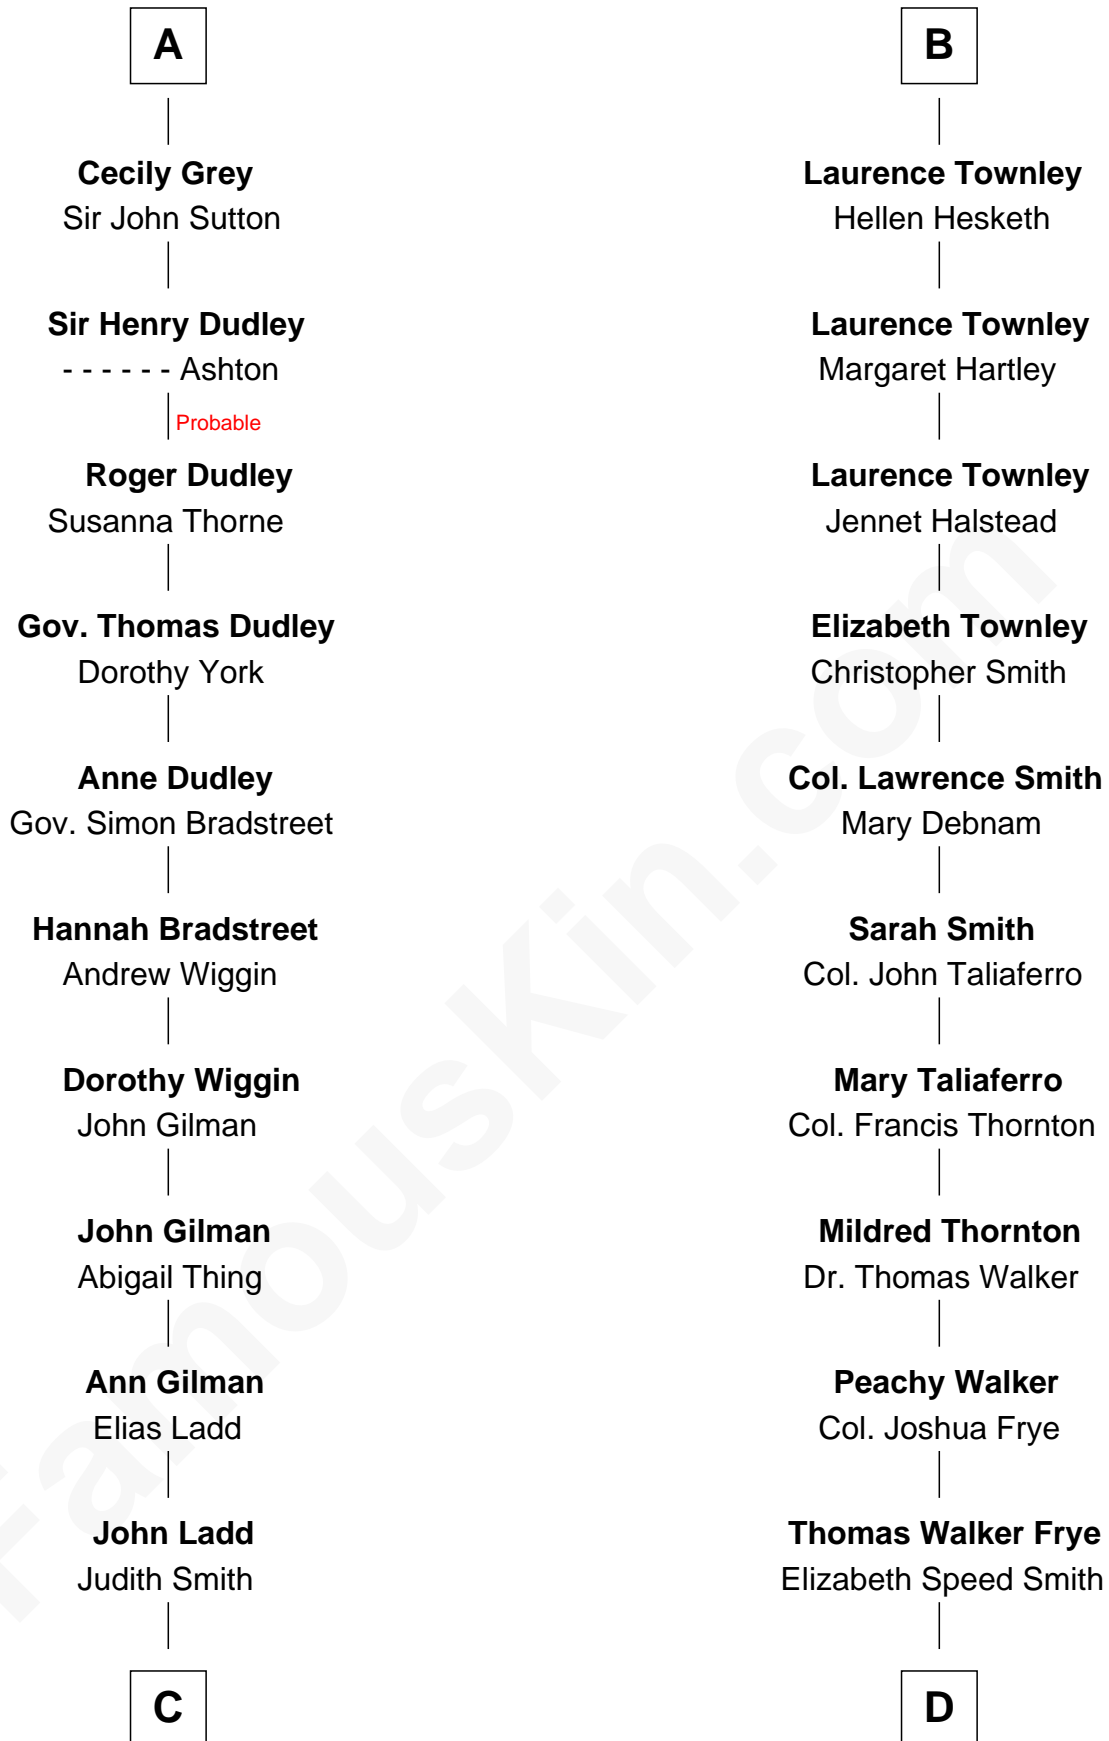 A
Cecily Grey
Sir John Sutton
Sir Henry Dudley
- - - - - - Ashton
Probable
Roger Dudley
Susanna Thorne
Gov. Thomas Dudley
Dorothy York
Anne Dudley
Gov. Simon Bradstreet
Hannah Bradstreet
Andrew Wiggin
Dorothy Wiggin
John Gilman
John Gilman
Abigail Thing
Ann Gilman
Elias Ladd
John Ladd
Judith Smith
C
B
Laurence Townley
Hellen Hesketh
Laurence Townley
Margaret Hartley
Laurence Townley
Jennet Halstead
Elizabeth Townley
Christopher Smith
Col. Lawrence Smith
Mary Debnam
Sarah Smith
Col. John Taliaferro
Mary Taliaferro
Col. Francis Thornton
Mildred Thornton
Dr. Thomas Walker
Peachy Walker
Col. Joshua Frye
Thomas Walker Frye
Elizabeth Speed Smith
D
FamousKin.com